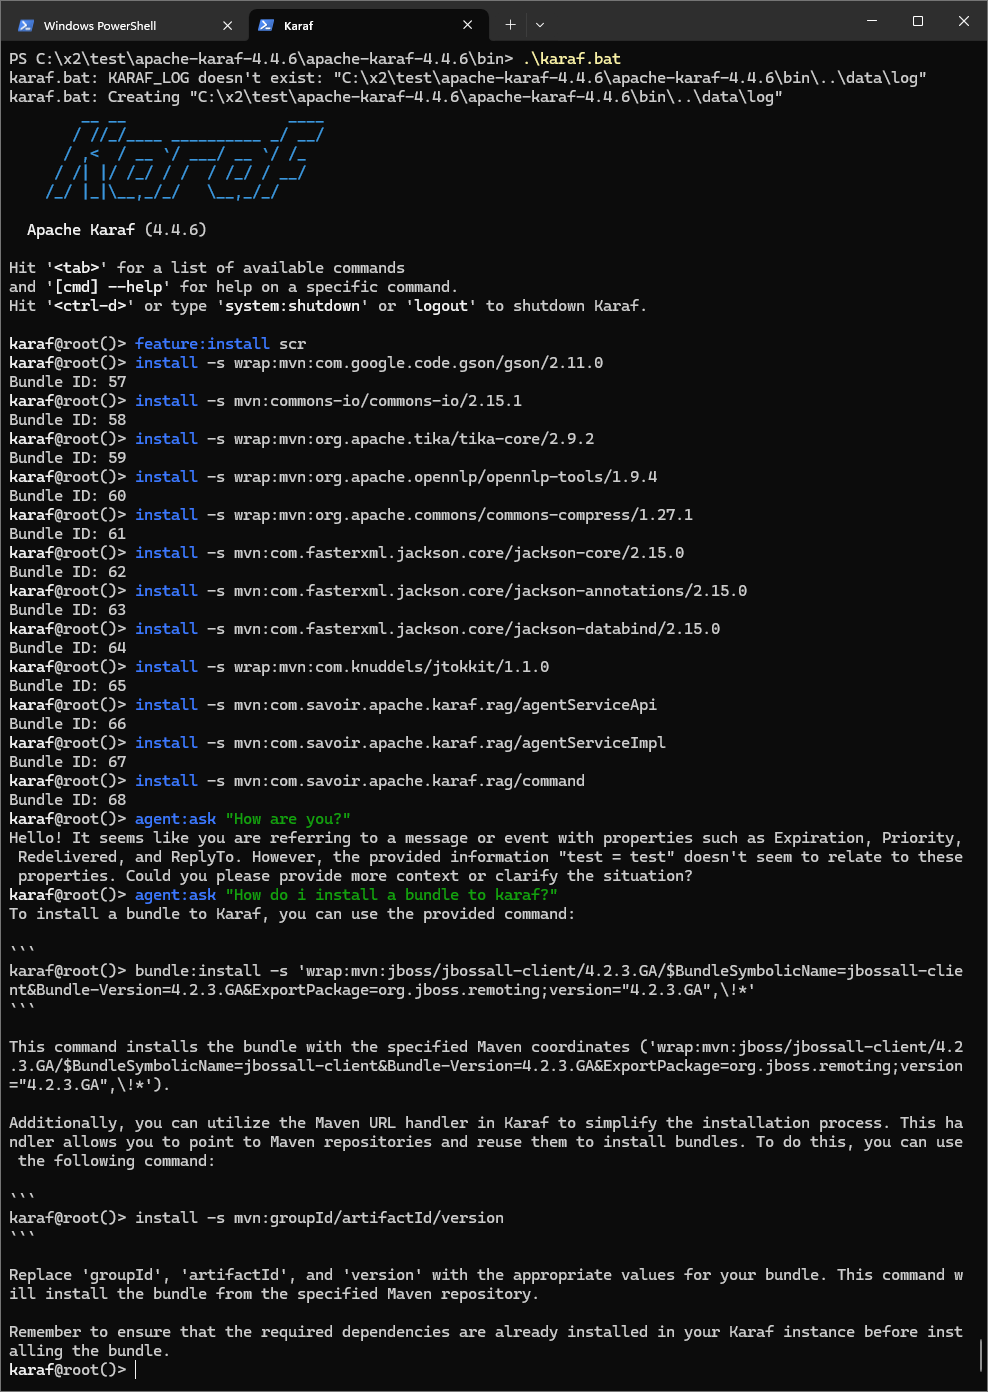 Windows PowerShell
Karaf
PS C:\x2\test\apache-karaf-4.4.6\apache-karaf-4.4.6\bin> .\karaf.bat
karaf.bat: KARAF_LOG doesn't exist: "C:\x2\test\apache-karaf-4.4.6\apache-karaf-4.4.6\bin\..\data\log"
karaf.bat: Creating "C:\x2\test\apache-karaf-4.4.6\apache-karaf-4.4.6\bin\..\data\log"
        __ __                  ____
       / //_/____ __________ _/ __/
      / ,<  / __ `/ ___/ __ `/ /_
     / /| |/ /_/ / /  / /_/ / __/
    /_/ |_|\__,_/_/   \__,_/_/
  Apache Karaf (4.4.6)
Hit '<tab>' for a list of available commands
and '[cmd] --help' for help on a specific command.
Hit '<ctrl-d>' or type 'system:shutdown' or 'logout' to shutdown Karaf.
karaf@root()> feature:install scr
karaf@root()> install -s wrap:mvn:com.google.code.gson/gson/2.11.0
Bundle ID: 57
karaf@root()> install -s mvn:commons-io/commons-io/2.15.1
Bundle ID: 58
karaf@root()> install -s wrap:mvn:org.apache.tika/tika-core/2.9.2
Bundle ID: 59
karaf@root()> install -s wrap:mvn:org.apache.opennlp/opennlp-tools/1.9.4
Bundle ID: 60
karaf@root()> install -s wrap:mvn:org.apache.commons/commons-compress/1.27.1
Bundle ID: 61
karaf@root()> install -s mvn:com.fasterxml.jackson.core/jackson-core/2.15.0
Bundle ID: 62
karaf@root()> install -s mvn:com.fasterxml.jackson.core/jackson-annotations/2.15.0
Bundle ID: 63
karaf@root()> install -s mvn:com.fasterxml.jackson.core/jackson-databind/2.15.0
Bundle ID: 64
karaf@root()> install -s wrap:mvn:com.knuddels/jtokkit/1.1.0
Bundle ID: 65
karaf@root()> install -s mvn:com.savoir.apache.karaf.rag/agentServiceApi
Bundle ID: 66
karaf@root()> install -s mvn:com.savoir.apache.karaf.rag/agentServiceImpl
Bundle ID: 67
karaf@root()> install -s mvn:com.savoir.apache.karaf.rag/command
Bundle ID: 68
karaf@root()> agent:ask "How are you?"
Hello! It seems like you are referring to a message or event with properties such as Expiration, Priority,
 Redelivered, and ReplyTo. However, the provided information "test = test" doesn't seem to relate to these
 properties. Could you please provide more context or clarify the situation?
karaf@root()> agent:ask "How do i install a bundle to karaf?"
To install a bundle to Karaf, you can use the provided command:
```
karaf@root()> bundle:install -s 'wrap:mvn:jboss/jbossall-client/4.2.3.GA/$BundleSymbolicName=jbossall-clie
nt&Bundle-Version=4.2.3.GA&ExportPackage=org.jboss.remoting;version="4.2.3.GA",\!*'
```
This command installs the bundle with the specified Maven coordinates ('wrap:mvn:jboss/jbossall-client/4.2
.3.GA/$BundleSymbolicName=jbossall-client&Bundle-Version=4.2.3.GA&ExportPackage=org.jboss.remoting;version
="4.2.3.GA",\!*').
Additionally, you can utilize the Maven URL handler in Karaf to simplify the installation process. This ha
ndler allows you to point to Maven repositories and reuse them to install bundles. To do this, you can use
 the following command:
```
karaf@root()> install -s mvn:groupId/artifactId/version
```
Replace 'groupId', 'artifactId', and 'version' with the appropriate values for your bundle. This command w
ill install the bundle from the specified Maven repository.
Remember to ensure that the required dependencies are already installed in your Karaf instance before inst
alling the bundle.
karaf@root()>